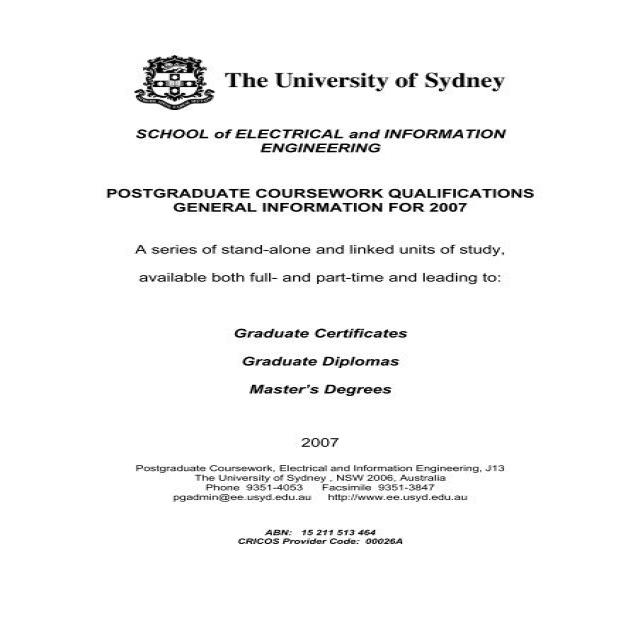 The University of Sydney
SCHOOL of ELECTRICAL and INFORMATION
ENGINEERING
POSTGRADUATE COURSEWORK QUALIFICATIONS
GENERAL INFORMATION FOR 2007
A series of stand-alone and linked units of study,
available both full- and part-time and leading to:
Graduate Certificates
Graduate Diplomas
Master's Degrees
2007
Postgraduate Coursework, Electrical and Information Engineering, J13
The University of Sydney , NSW 2006, Australia
Phone 9351-4053 Facsimile 9351-3847
pgadmin@ee.usyd.edu.au http://www.ee.usyd.edu.au
ABN: 15 211 513 464
CRICOS Provider Code: 00026A